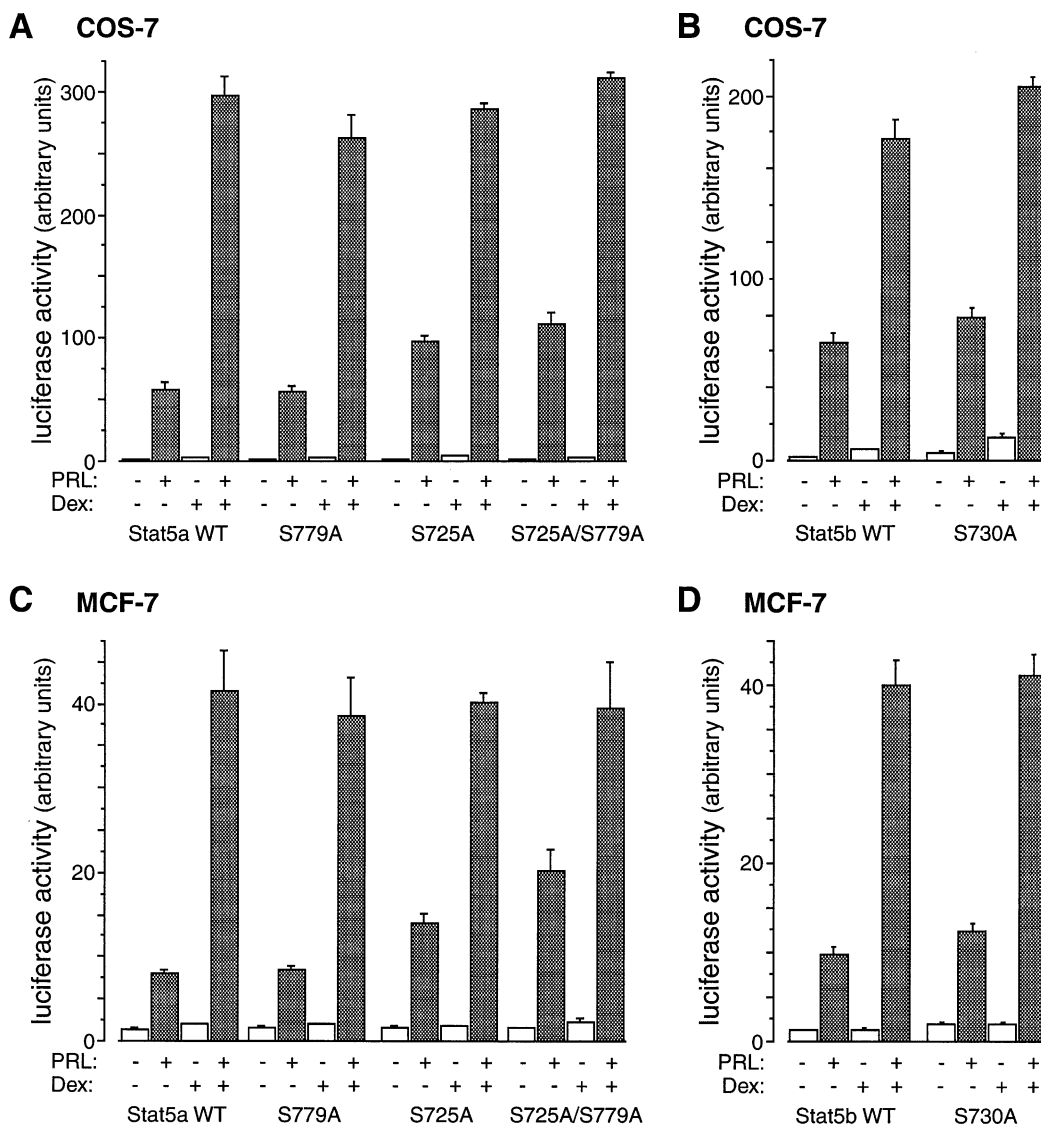 A COS-7
luciferase activity (arbitrary units)
300
200
100
0
PRL: - + - + - + - + - + - + - + - +
Dex: - - + + - - + + - - + + - - + +
Stat5a WT S779A S725A S725A/S779A
B COS-7
luciferase activity (arbitrary units)
200
100
0
PRL: - + - + - + - +
Dex: - - + + - - + +
Stat5b WT S730A
C MCF-7
luciferase activity (arbitrary units)
40
20
0
PRL: - + - + - + - + - + - + - + - +
Dex: - - + + - - + + - - + + - - + +
Stat5a WT S779A S725A S725A/S779A
D MCF-7
luciferase activity (arbitrary units)
40
20
0
PRL: - + - + - + - +
Dex: - - + + - - + +
Stat5b WT S730A